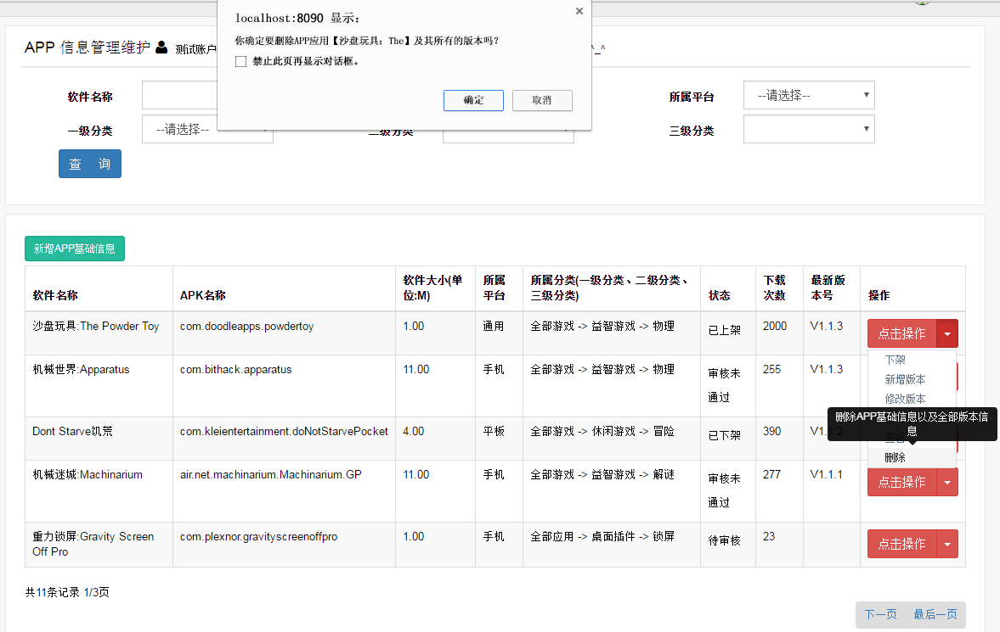 localhost:8090 显示：
你确定要删除APP应用【沙盘玩具：The】及其所有的版本吗？
禁止此页再显示对话框。
确定
取消
APP 信息管理维护 测试账户
^_^
软件名称
所属平台 --请选择--
一级分类 --请选择--
二级分类
三级分类
查 询
新增APP基础信息
软件名称 APK名称 软件大小(单位:M) 所属平台 所属分类(一级分类、二级分类、三级分类) 状态 下载次数 最新版本号 操作
沙盘玩具:The Powder Toy com.doodleapps.powdertoy 1.00 通用 全部游戏 -> 益智游戏 -> 物理 已上架 2000 V1.1.3 点击操作
下架
新增版本
修改版本
机械世界:Apparatus com.bithack.apparatus 11.00 手机 全部游戏 -> 益智游戏 -> 物理 审核未通过 255 V1.1.3
删除APP基础信息以及全部版本信息
查看
删除
Dont Starve饥荒 com.kleientertainment.doNotStarvePocket 4.00 平板 全部游戏 -> 休闲游戏 -> 冒险 已下架 390 V1.1.2
机械迷城:Machinarium air.net.machinarium.Machinarium.GP 11.00 手机 全部游戏 -> 益智游戏 -> 解谜 审核未通过 277 V1.1.1 点击操作
重力锁屏:Gravity Screen Off Pro com.plexnor.gravityscreenoffpro 1.00 手机 全部应用 -> 桌面插件 -> 锁屏 待审核 23 点击操作
共11条记录 1/3页
下一页 最后一页